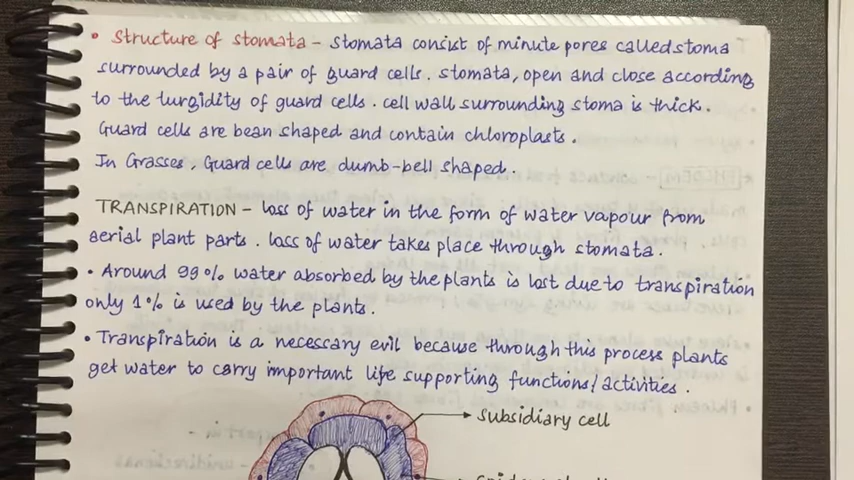 • Structure of stomata – stomata consist of minute pores called stoma
surrounded by a pair of guard cells. stomata, open and close according
to the turgidity of guard cells. cell wall surrounding stoma is thick.
Guard cells are bean shaped and contain chloroplasts.
In Grasses, Guard cells are dumb-bell shaped.
TRANSPIRATION – loss of water in the form of water vapour from
aerial plant parts. loss of water takes place through stomata.
• Around 99% water absorbed by the plants is lost due to transpiration
only 1% is used by the plants.
• Transpiration is a necessary evil because through this process plants
get water to carry important life supporting functions/activities.
subsidiary cell